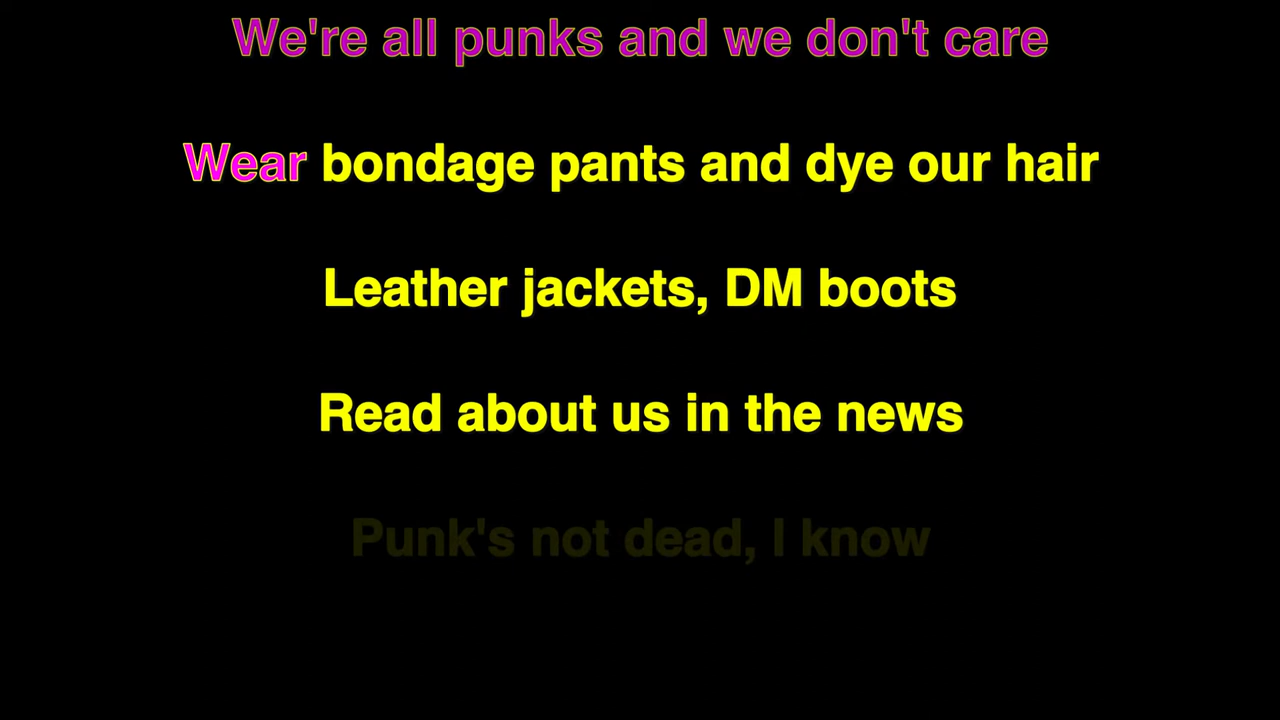 We're all punks and we don't care
Wear bondage pants and dye our hair
Leather jackets, DM boots
Read about us in the news
Punk's not dead, I know